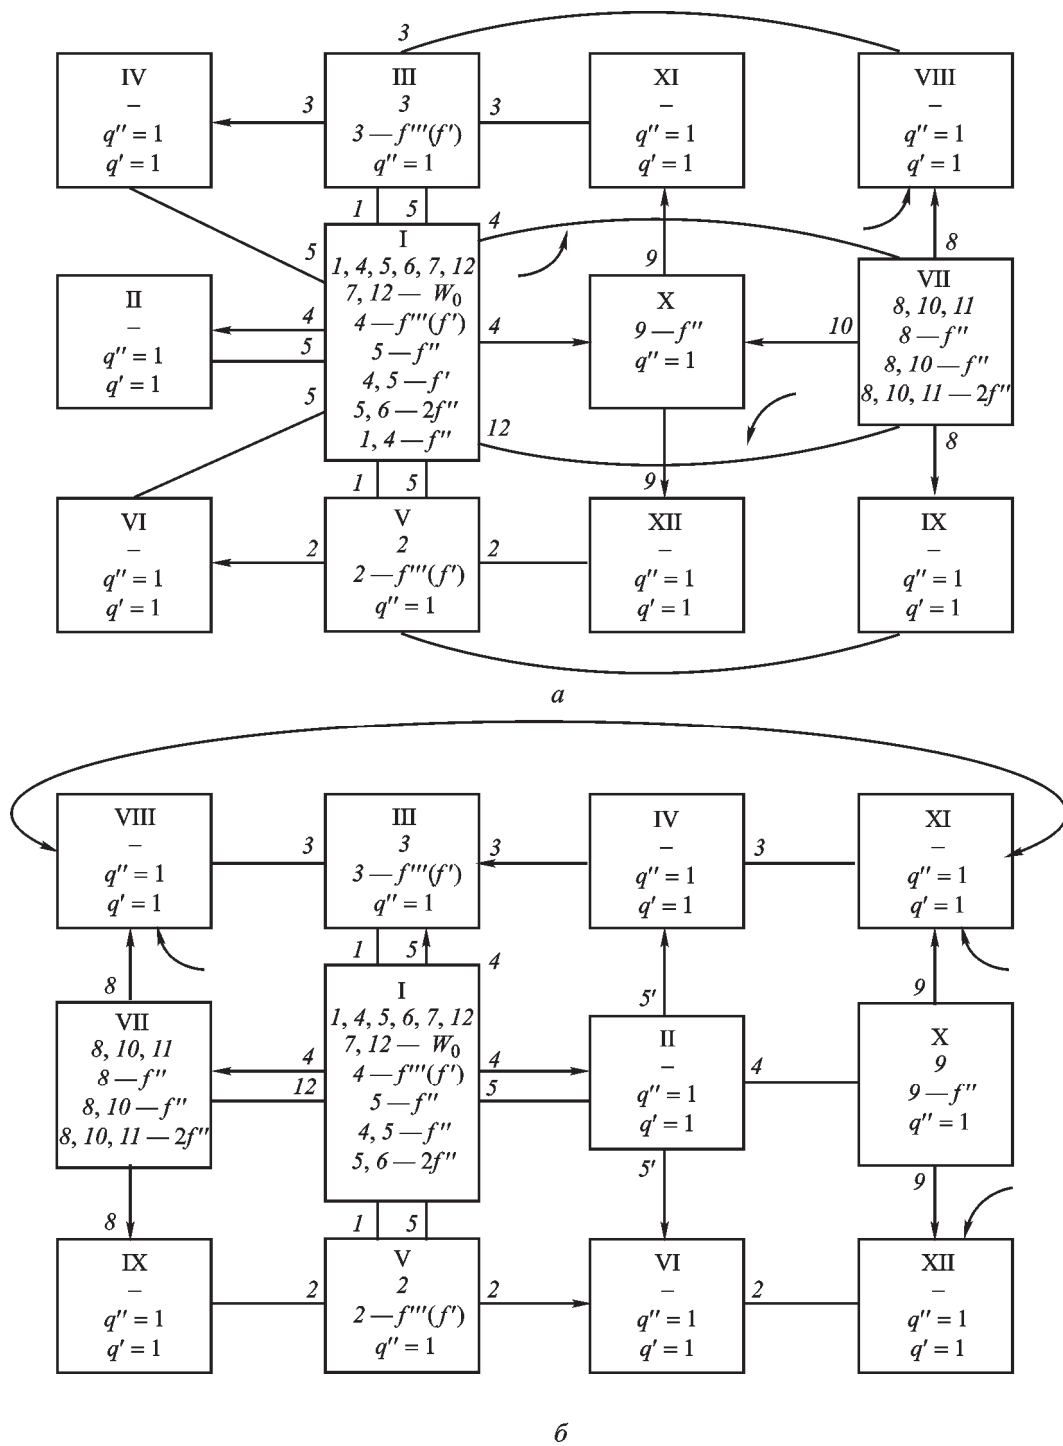 3
IV
–
q″ = 1
q′ = 1
3
III
3
3 — f‴(f′)
q″ = 1
3
XI
–
q″ = 1
q′ = 1
VIII
–
q″ = 1
q′ = 1
1
5
4
5
9
8
II
–
q″ = 1
q′ = 1
4
5
5
I
1, 4, 5, 6, 7, 12
7, 12 — W₀
4 — f‴(f′)
5 — f″
4, 5 — f′
5, 6 — 2f″
1, 4 — f″
4
12
X
9 — f″
q″ = 1
10
VII
8, 10, 11
8 — f″
8, 10 — f″
8, 10, 11 — 2f″
1
5
9
8
VI
–
q″ = 1
q′ = 1
2
V
2
2 — f‴(f′)
q″ = 1
2
XII
–
q″ = 1
q′ = 1
IX
–
q″ = 1
q′ = 1
а
VIII
–
q″ = 1
q′ = 1
3
III
3
3 — f‴(f′)
q″ = 1
3
IV
–
q″ = 1
q′ = 1
3
XI
–
q″ = 1
q′ = 1
8
1
5
4
5′
9
VII
8, 10, 11
8 — f″
8, 10 — f″
8, 10, 11 — 2f″
4
12
I
1, 4, 5, 6, 7, 12
7, 12 — W₀
4 — f‴(f′)
5 — f″
4, 5 — f″
5, 6 — 2f″
4
5
II
–
q″ = 1
q′ = 1
4
X
9
9 — f″
q″ = 1
8
1
5
5′
9
IX
–
q″ = 1
q′ = 1
2
V
2
2 — f‴(f′)
q″ = 1
2
VI
–
q″ = 1
q′ = 1
2
XII
–
q″ = 1
q′ = 1
б